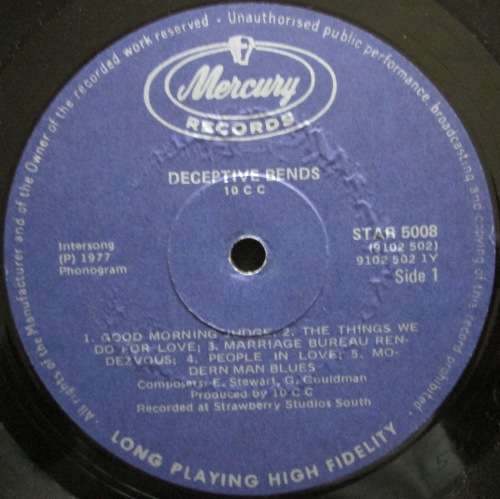 · All rights of the Manufacturer and of the Owner of the recorded work reserved · Unauthorised public performance, broadcasting and copying of this record prohibited ·
Mercury
RECORDS
DECEPTIVE BENDS
10 C C
Intersong
(P) 1977
Phonogram
STAR 5008
(9102 502)
9102 502 1Y
Side 1
1. GOOD MORNING JUDGE; 2. THE THINGS WE
DO FOR LOVE; 3. MARRIAGE BUREAU REN-
DEZVOUS; 4. PEOPLE IN LOVE; 5. MO-
DERN MAN BLUES
Composers: E. Stewart, G. Gouldman
Produced by 10 C C
Recorded at Strawberry Studios South
LONG PLAYING HIGH FIDELITY